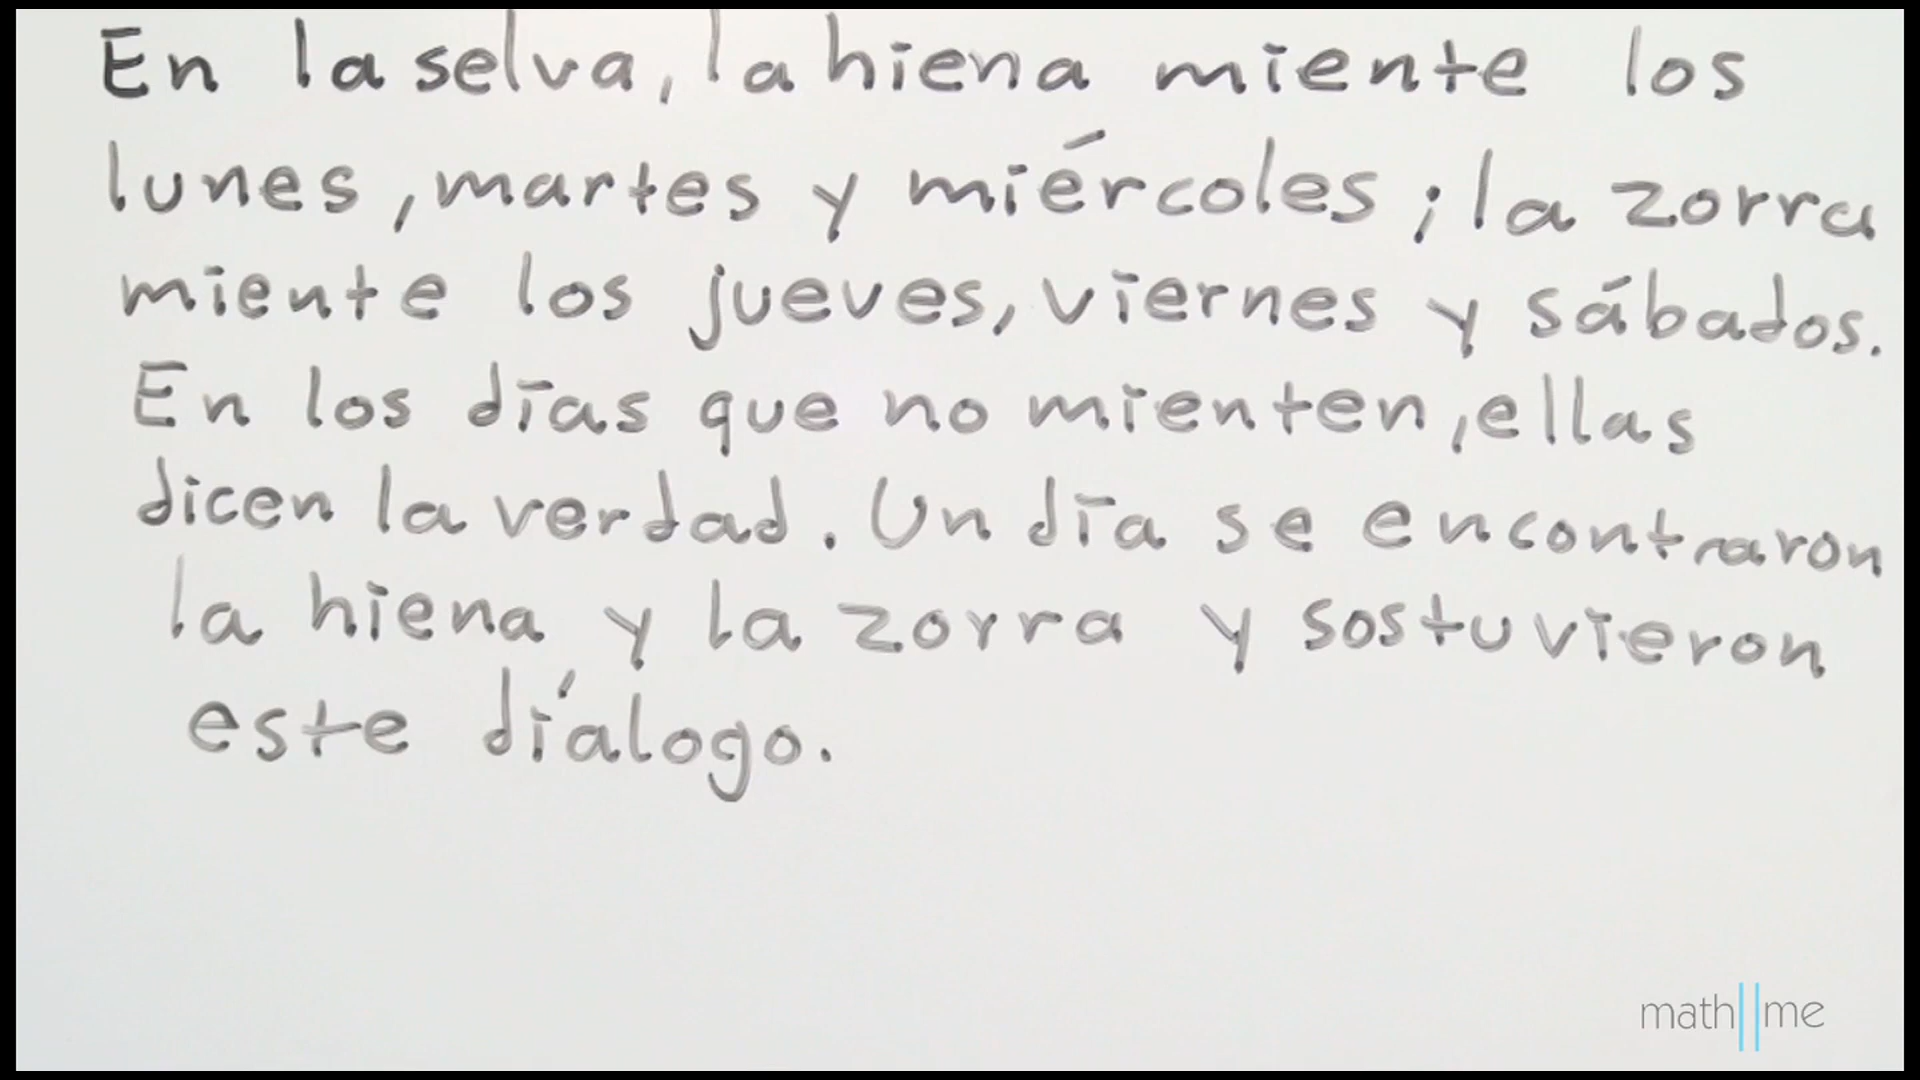 En la selva, la hiena miente los
lunes, martes y miércoles; la zorra
miente los jueves, viernes y sábados.
En los días que no mienten, ellas
dicen la verdad. Un día se encontraron
la hiena y la zorra y sostuvieron
este diálogo.
math||me